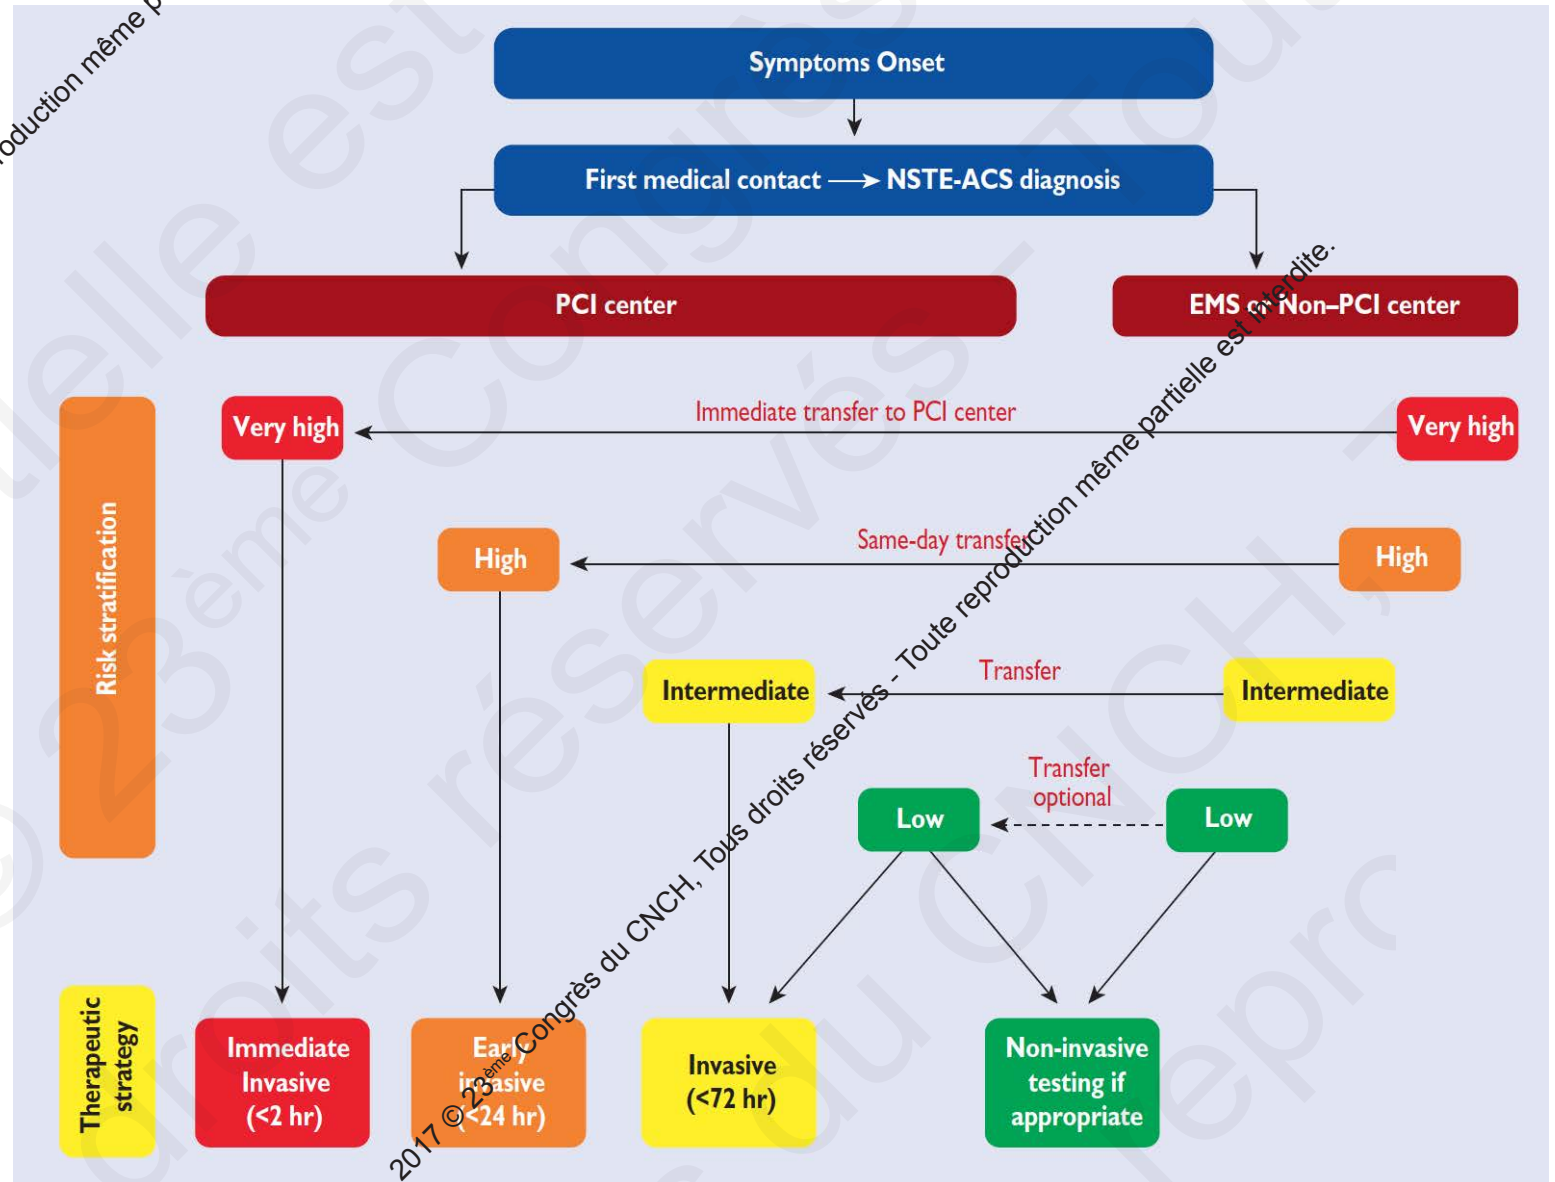 Symptoms Onset
First medical contact → NSTE-ACS diagnosis
PCI center
EMS or Non–PCI center
Risk stratification
Very high
Immediate transfer to PCI center
Very high
High
Same-day transfer
High
Intermediate
Transfer
Intermediate
Low
Transfer
optional
Low
Therapeutic
strategy
Immediate
Invasive
(<2 hr)
Early
invasive
(<24 hr)
Invasive
(<72 hr)
Non-invasive
testing if
appropriate
2017 © 23ème Congrès du CNCH, Tous droits réservés - Toute reproduction même partielle est interdite.